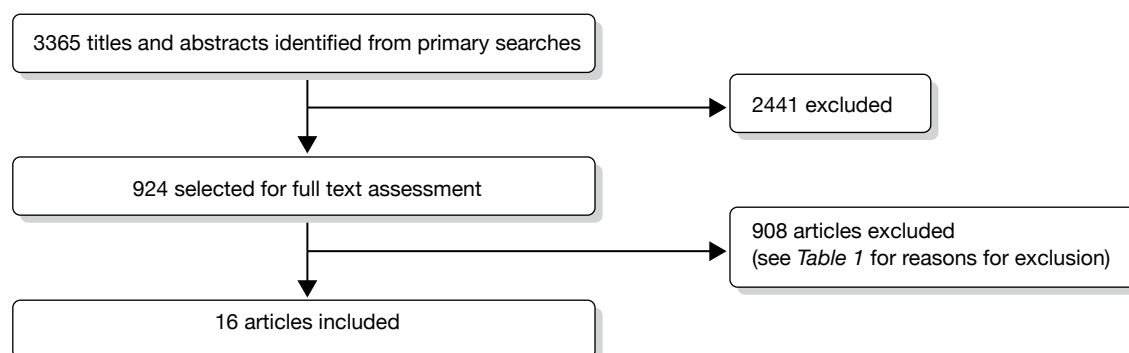 3365 titles and abstracts identified from primary searches
2441 excluded
924 selected for full text assessment
908 articles excluded
(see Table 1 for reasons for exclusion)
16 articles included